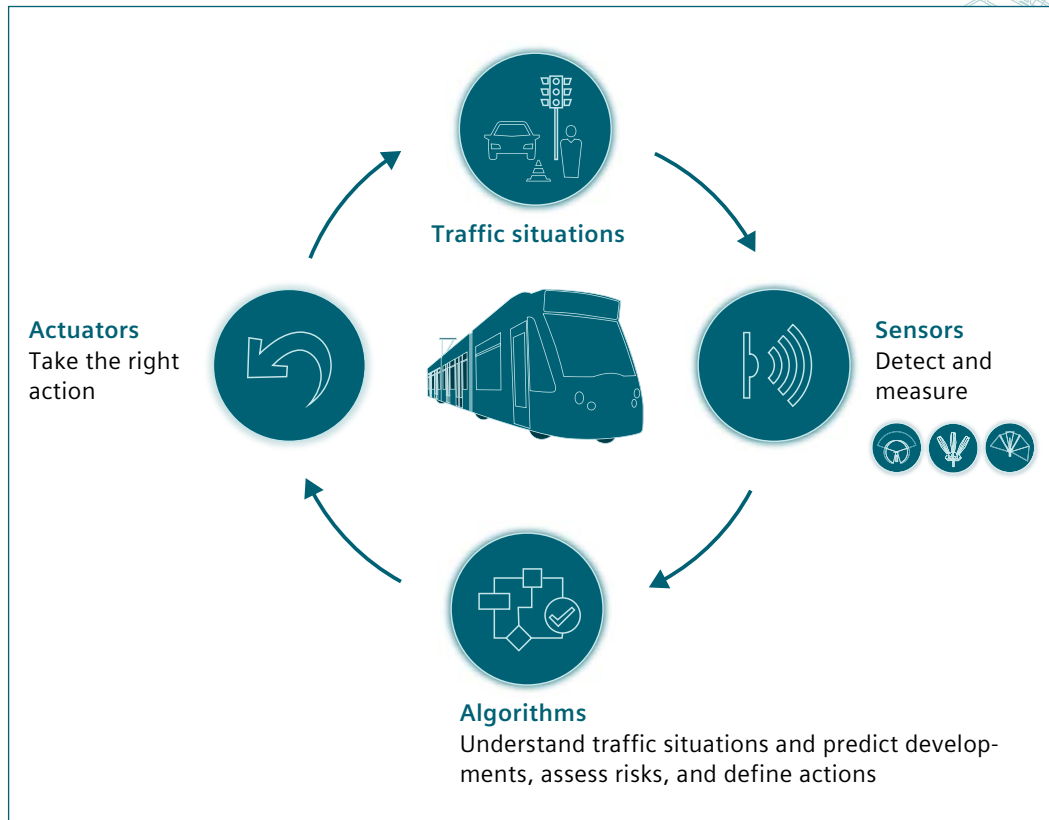 Traffic situations
Actuators
Take the right
action
Sensors
Detect and
measure
Algorithms
Understand traffic situations and predict develop-
ments, assess risks, and define actions